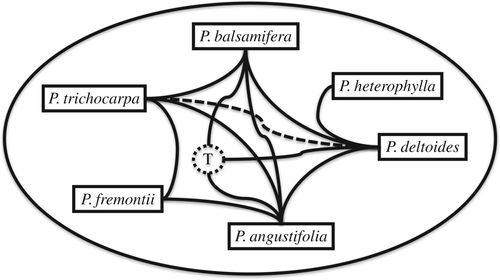 P. balsamifera
P. heterophylla
P. trichocarpa
P. deltoides
T
P. fremontii
P. angustifolia